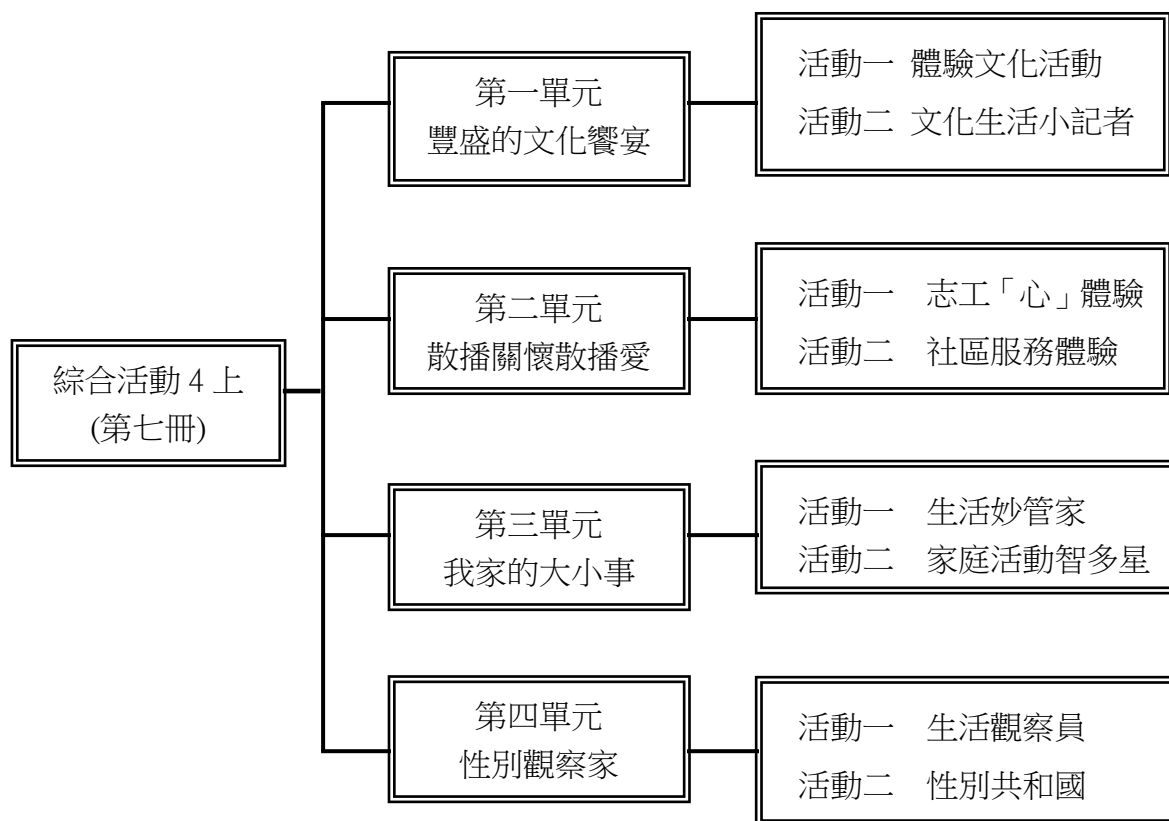 綜合活動 4 上
(第七冊)
第一單元
豐盛的文化饗宴
活動一 體驗文化活動
活動二 文化生活小記者
第二單元
散播關懷散播愛
活動一 志工「心」體驗
活動二 社區服務體驗
第三單元
我家的大小事
活動一 生活妙管家
活動二 家庭活動智多星
第四單元
性別觀察家
活動一 生活觀察員
活動二 性別共和國